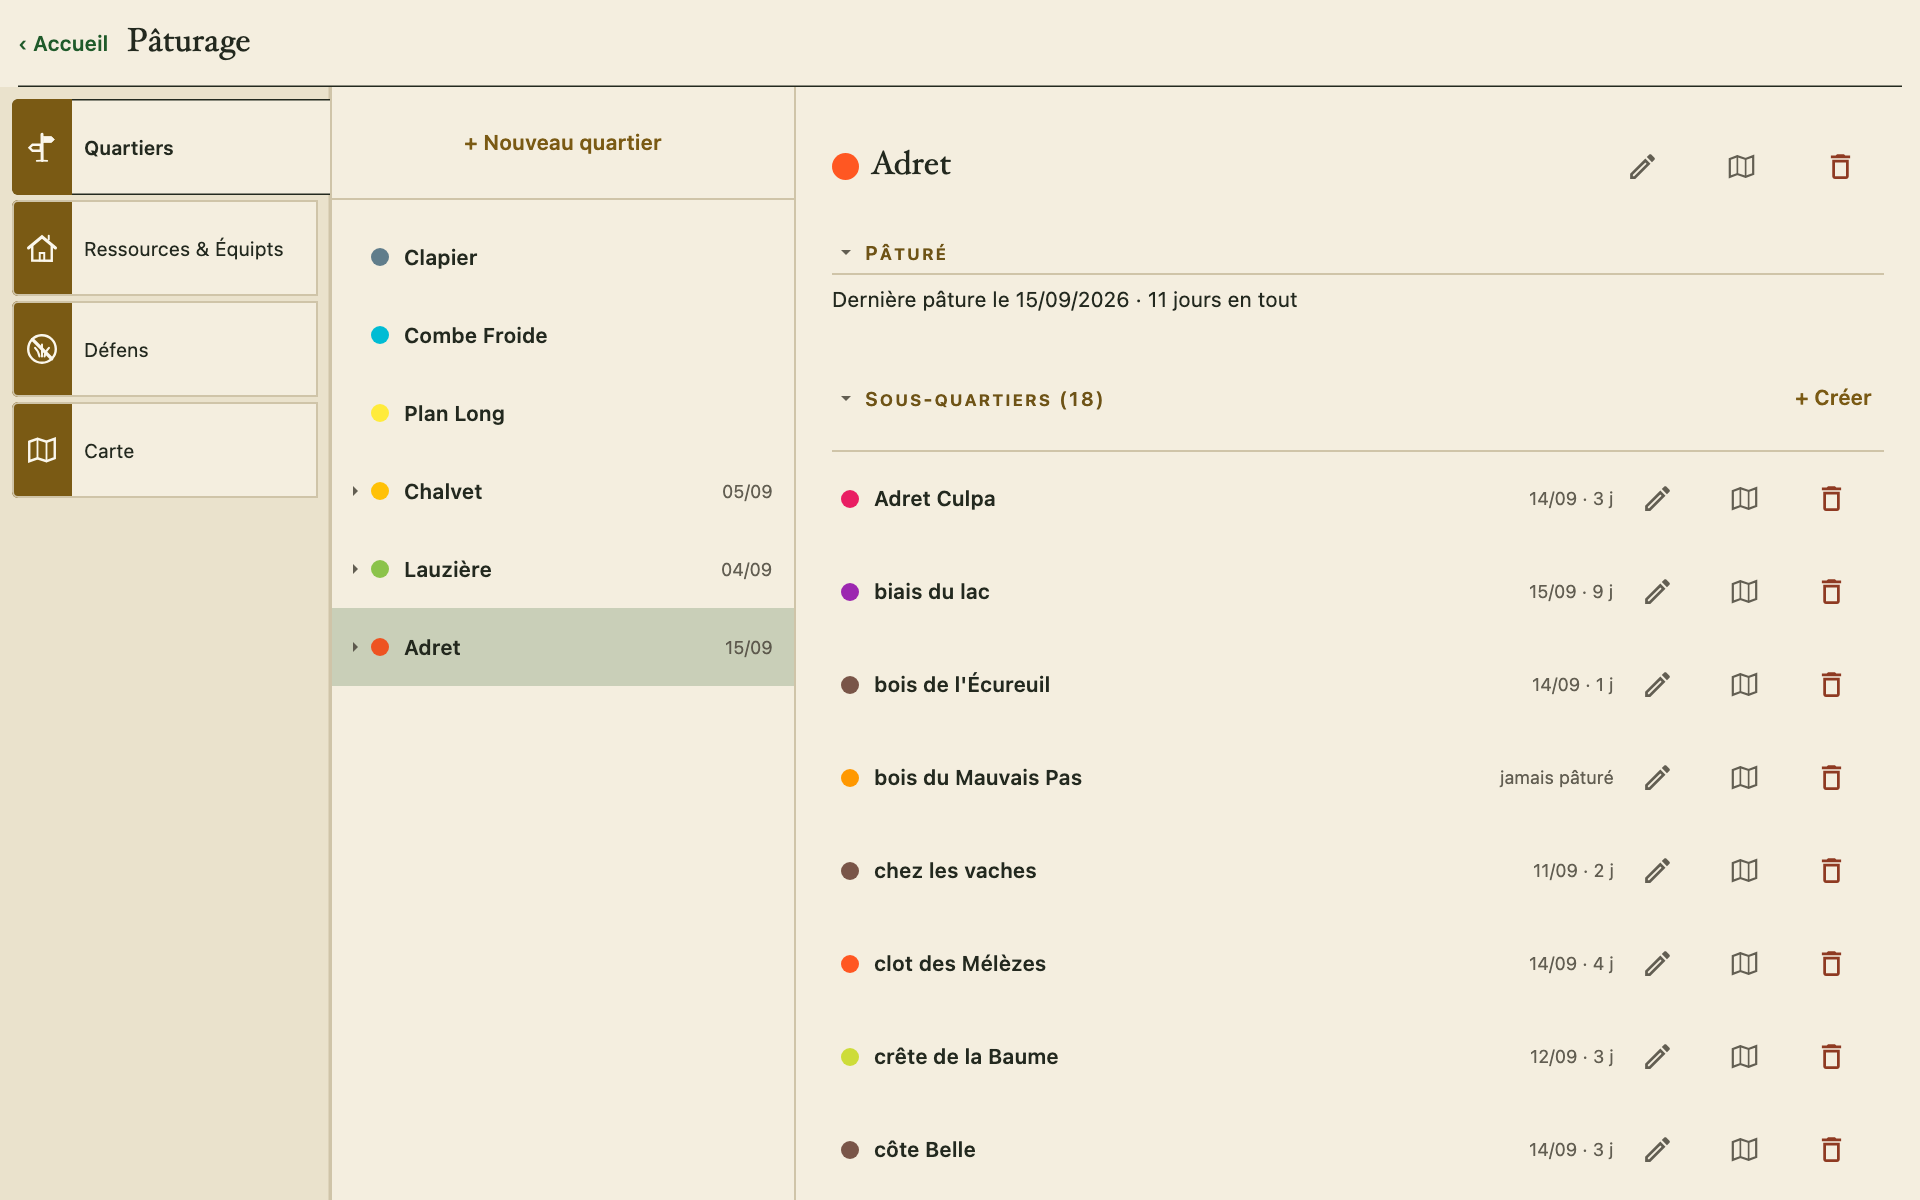 ‹ Accueil Pâturage
Quartiers
Ressources & Équipts
Défens
Carte
+ Nouveau quartier
Clapier
Combe Froide
Plan Long
Chalvet 05/09
Lauzière 04/09
Adret 15/09
Adret
PÂTURÉ
Dernière pâture le 15/09/2026 · 11 jours en tout
SOUS-QUARTIERS (18) + Créer
Adret Culpa 14/09 · 3 j
biais du lac 15/09 · 9 j
bois de l'Écureuil 14/09 · 1 j
bois du Mauvais Pas jamais pâturé
chez les vaches 11/09 · 2 j
clot des Mélèzes 14/09 · 4 j
crête de la Baume 12/09 · 3 j
côte Belle 14/09 · 3 j